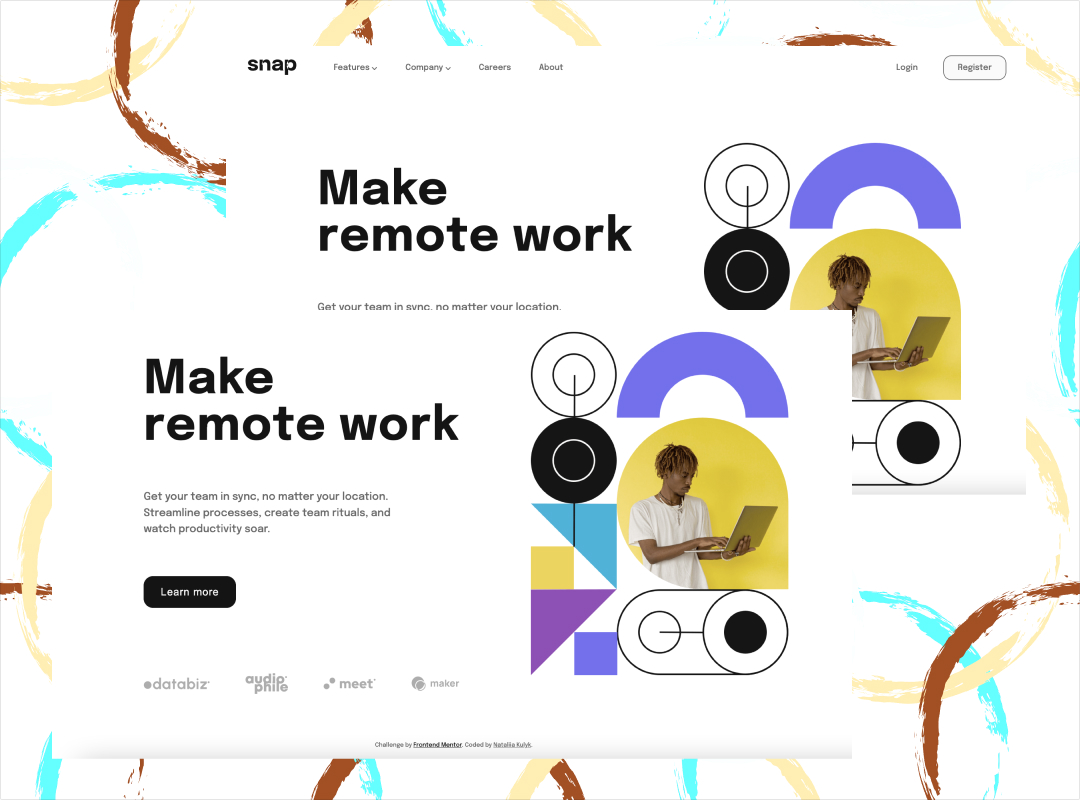 snap
Features
Company
Careers
About
Login
Register
Make
remote work
Get your team in sync, no matter your location.
Make
remote work
Get your team in sync, no matter your location.
Streamline processes, create team rituals, and
watch productivity soar.
Learn more
databiz
audio
phile
meet
maker
Challenge by Frontend Mentor. Coded by Nataliia Kulyk.